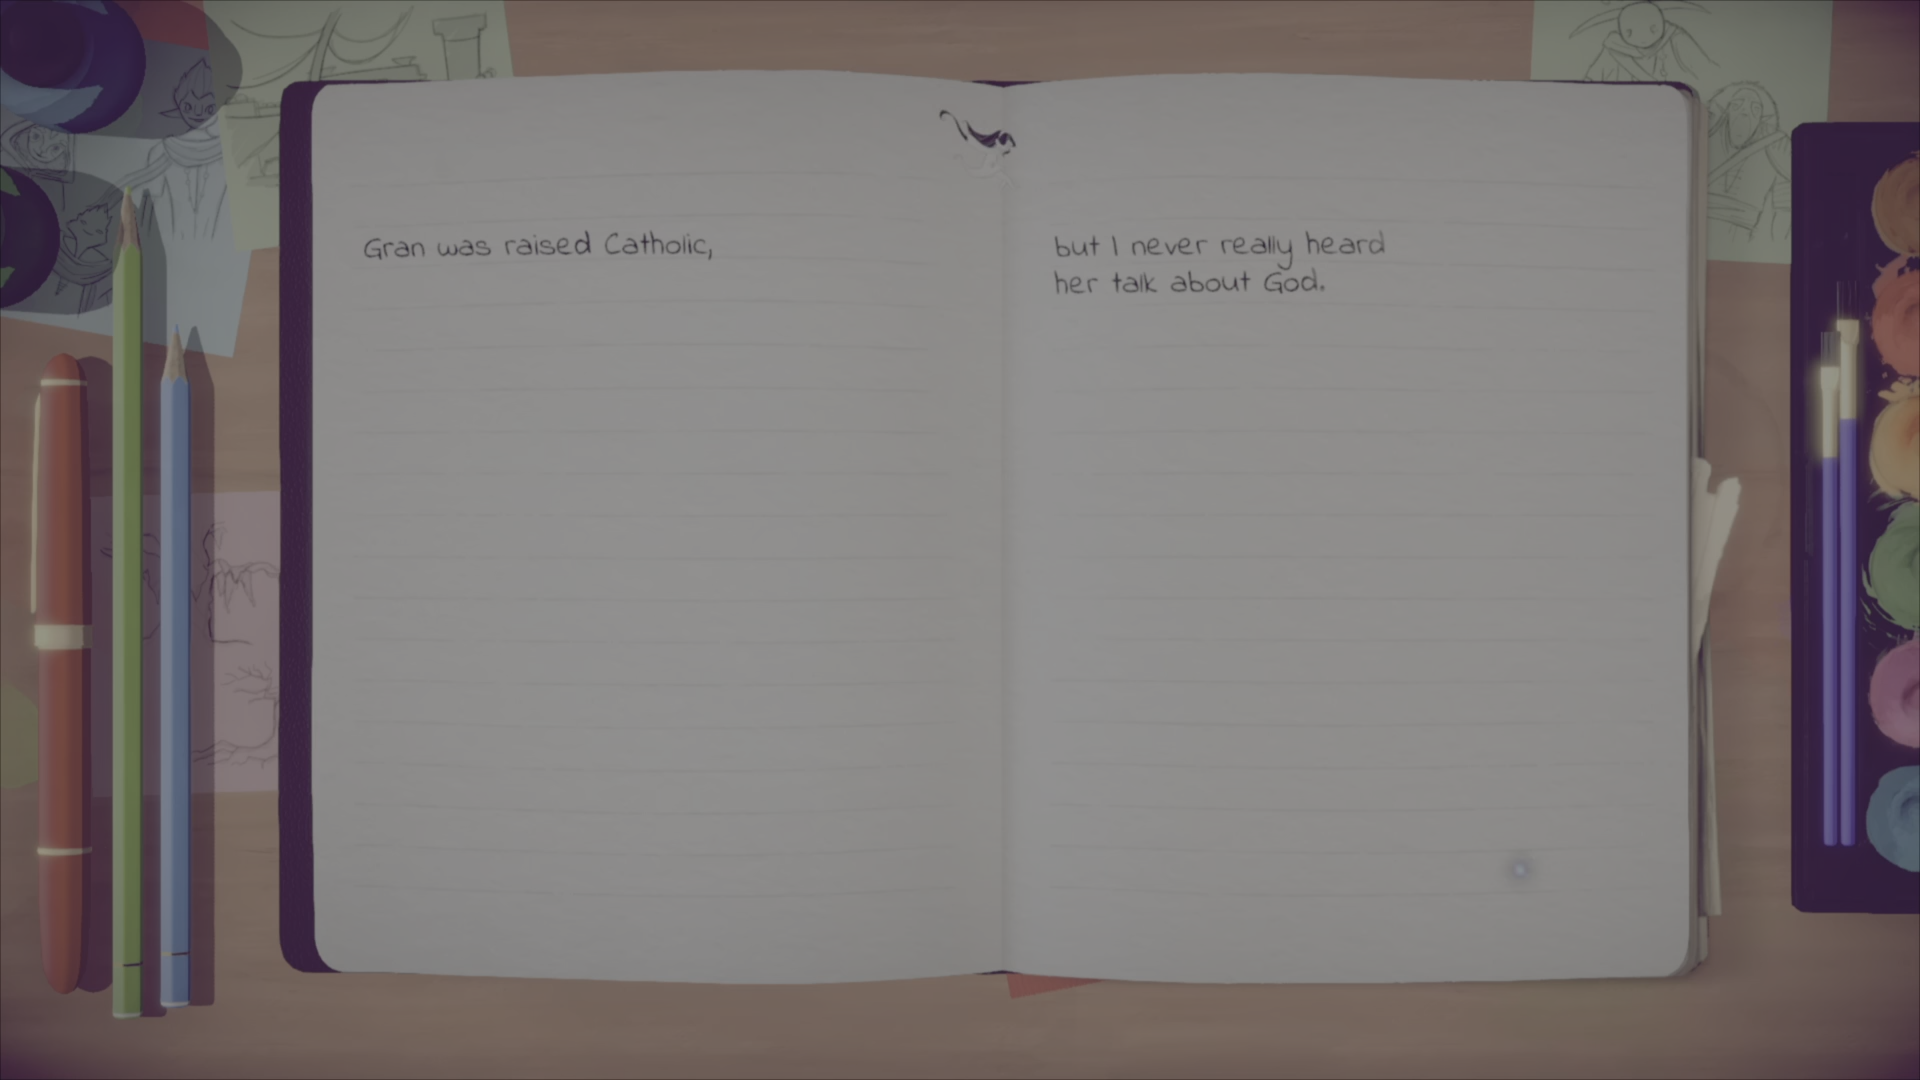 Gran was raised Catholic,
but I never really heard
her talk about God.